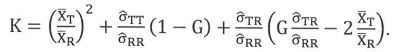 K = (X̄_T / X̄_R)² + σ̂_TT / σ̂_RR (1 − G) + σ̂_TR / σ̂_RR (G σ̂_TR / σ̂_RR − 2 X̄_T / X̄_R).